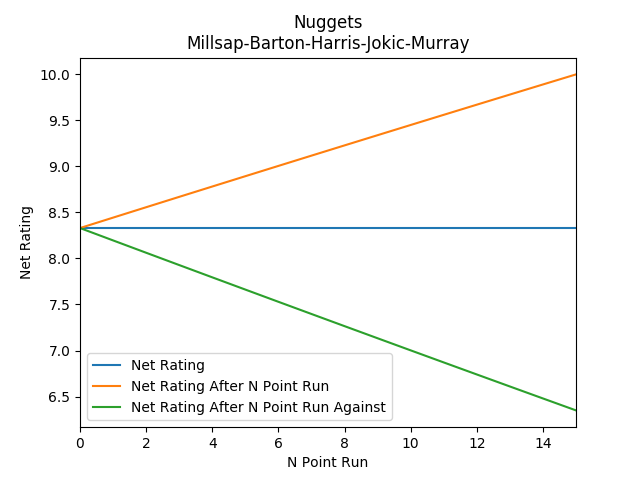 Nuggets
Millsap-Barton-Harris-Jokic-Murray
Net Rating
10.0
9.5
9.0
8.5
8.0
7.5
7.0
6.5
Net Rating
Net Rating After N Point Run
Net Rating After N Point Run Against
0 2 4 6 8 10 12 14
N Point Run